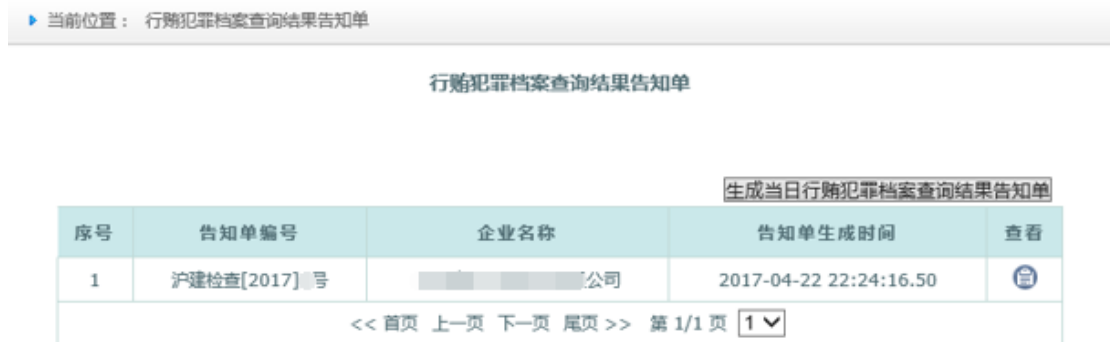 当前位置： 行贿犯罪档案查询结果告知单
行贿犯罪档案查询结果告知单
生成当日行贿犯罪档案查询结果告知单
序号 告知单编号 企业名称 告知单生成时间 查看
1 沪建检查[2017] 号 公司 2017-04-22 22:24:16.50
<< 首页 上一页 下一页 尾页 >> 第 1/1 页 1